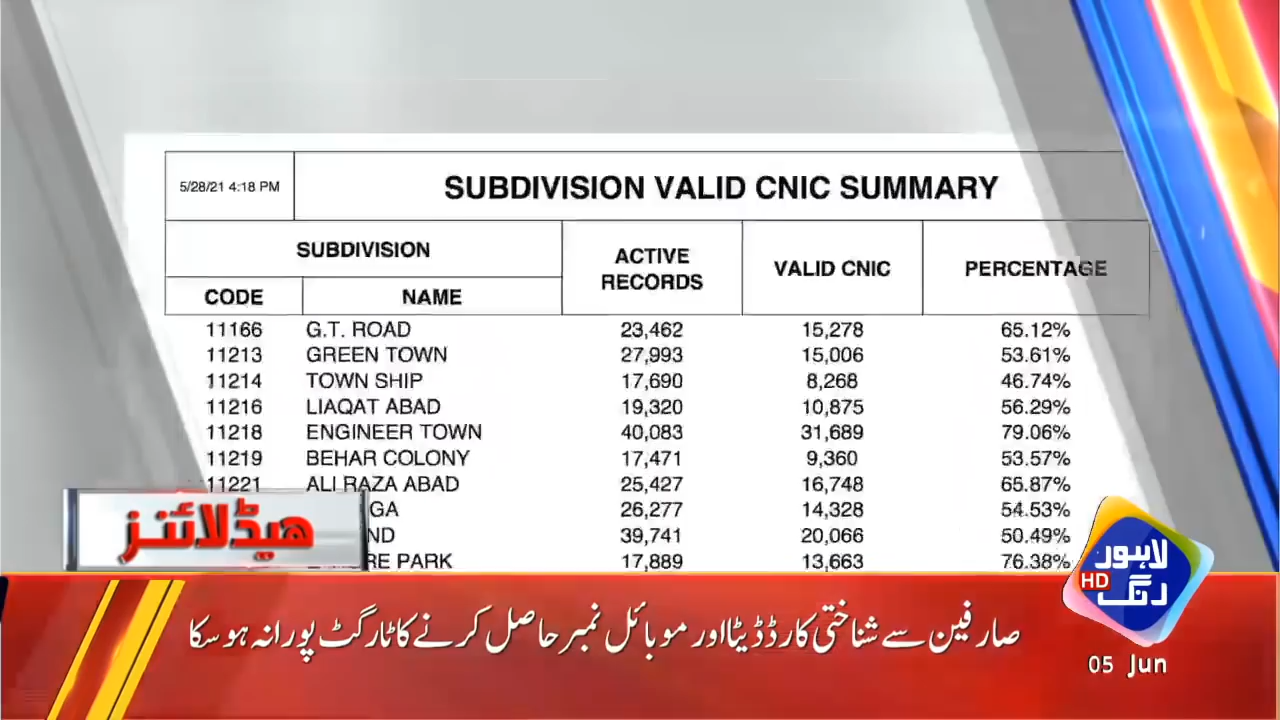 5/28/21 4:18 PM SUBDIVISION VALID CNIC SUMMARY
SUBDIVISION ACTIVE RECORDS VALID CNIC PERCENTAGE
CODE NAME
11166 G.T. ROAD 23,462 15,278 65.12%
11213 GREEN TOWN 27,993 15,006 53.61%
11214 TOWN SHIP 17,690 8,268 46.74%
11216 LIAQAT ABAD 19,320 10,875 56.29%
11218 ENGINEER TOWN 40,083 31,689 79.06%
11219 BEHAR COLONY 17,471 9,360 53.57%
11221 ALI RAZA ABAD 25,427 16,748 65.87%
26,277 14,328 54.53%
39,741 20,066 50.49%
PARK 17,889 13,663 76.38%
ہیڈلائنز
لاہور
رنگ
HD
صارفین سے شناختی کارڈ ڈیٹا اور موبائل نمبر حاصل کرنے کا ٹارگٹ پورا نہ ہو سکا
05 Jun